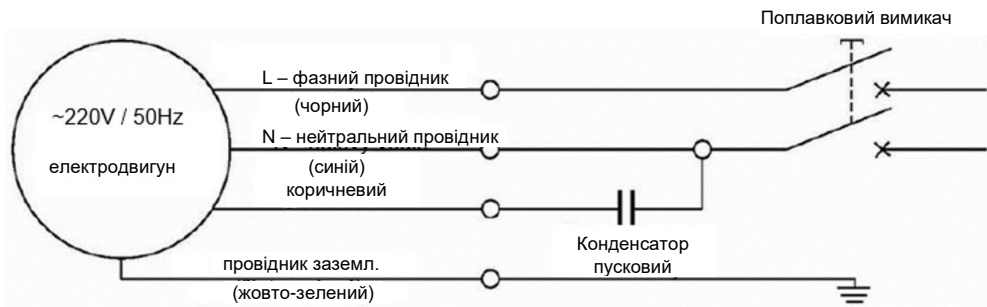 Поплавковий вимикач
L – фазний провідник
(чорний)
~220V / 50Hz
електродвигун
N – нейтральний провідник
(синій)
коричневий
Конденсатор
пусковий
провідник заземл.
(жовто-зелений)